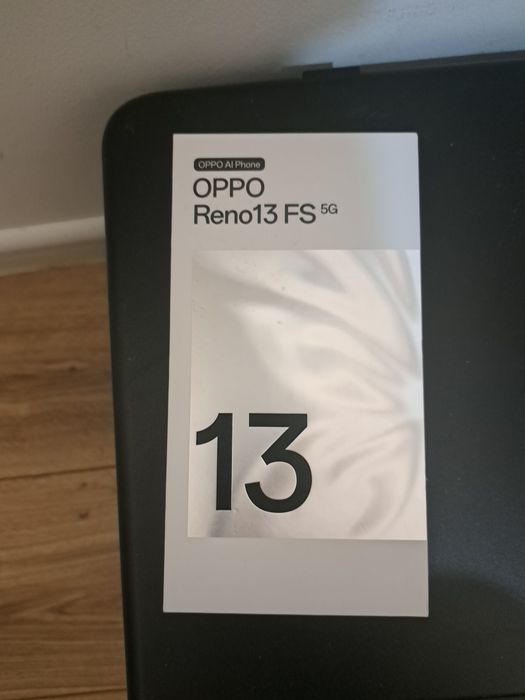 OPPO AI Phone
OPPO
Reno13 FS 5G
13